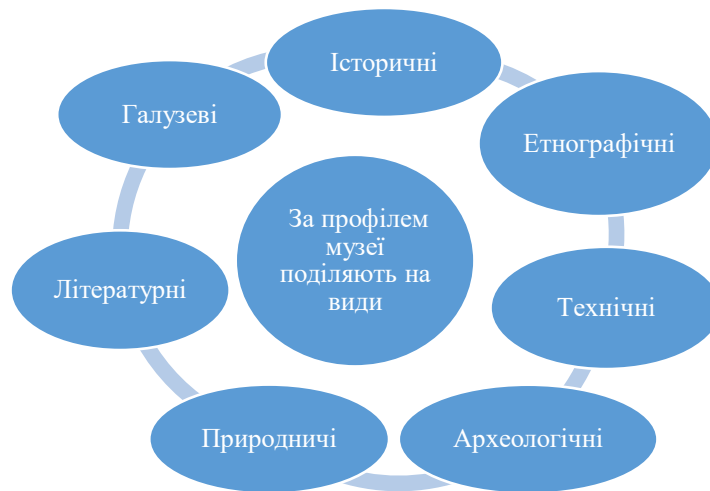 Історичні
Етнографічні
Технічні
Археологічні
Природничі
Літературні
Галузеві
За профілем
музеї
поділяють на
види